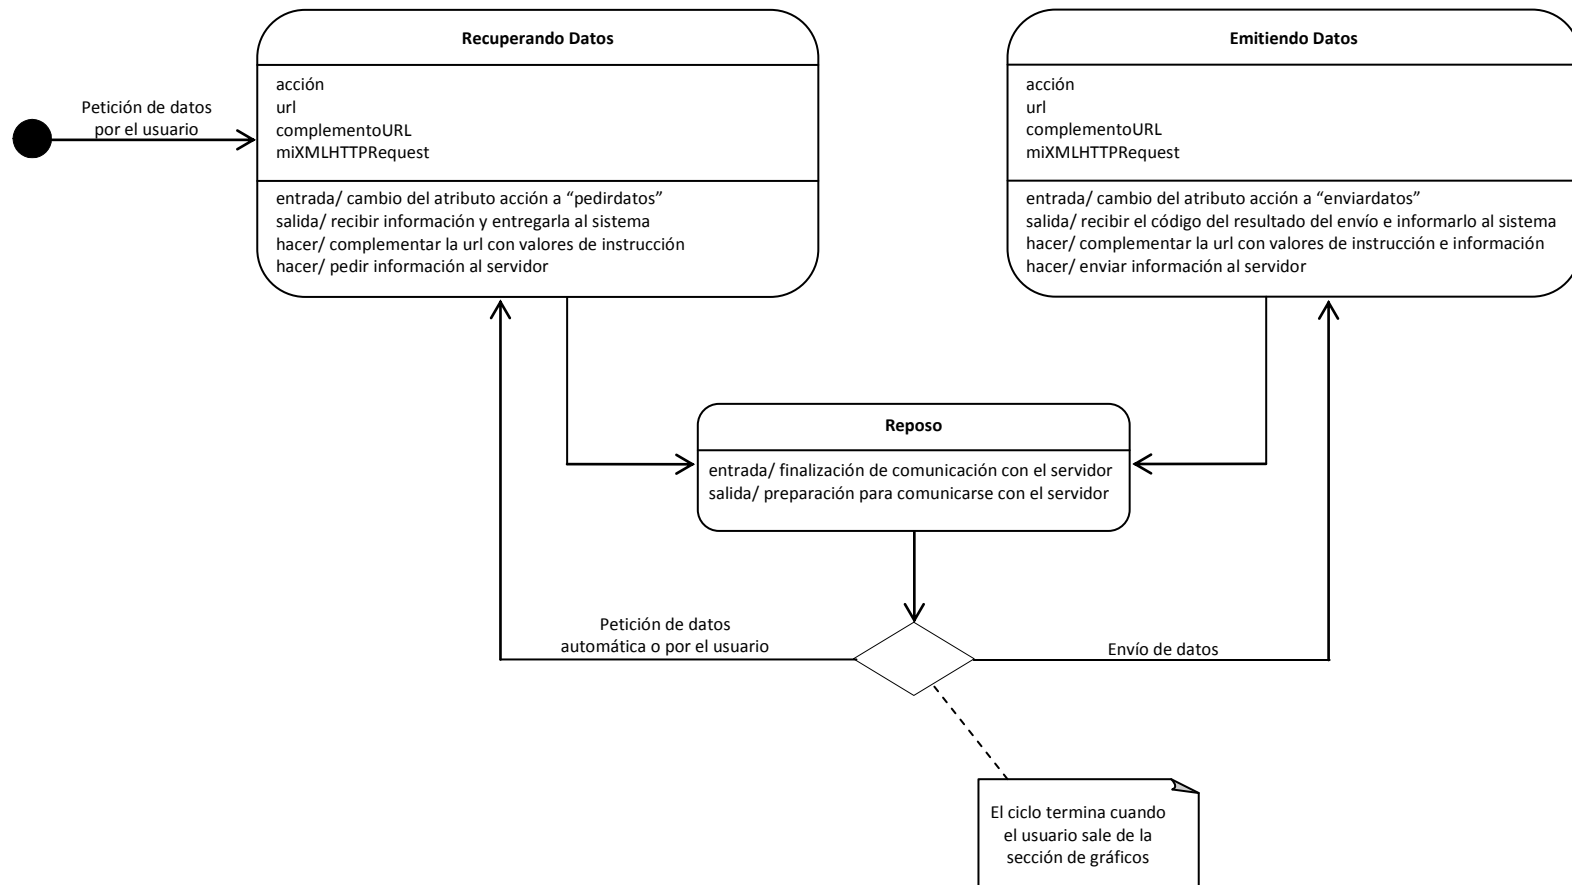 Petición de datos
por el usuario
Recuperando Datos
acción
url
complementoURL
miXMLHTTPRequest
entrada/ cambio del atributo acción a “pedirdatos”
salida/ recibir información y entregarla al sistema
hacer/ complementar la url con valores de instrucción
hacer/ pedir información al servidor
Emitiendo Datos
acción
url
complementoURL
miXMLHTTPRequest
entrada/ cambio del atributo acción a “enviardatos”
salida/ recibir el código del resultado del envío e informarlo al sistema
hacer/ complementar la url con valores de instrucción e información
hacer/ enviar información al servidor
Reposo
entrada/ finalización de comunicación con el servidor
salida/ preparación para comunicarse con el servidor
Petición de datos
automática o por el usuario
Envío de datos
El ciclo termina cuando
el usuario sale de la
sección de gráficos